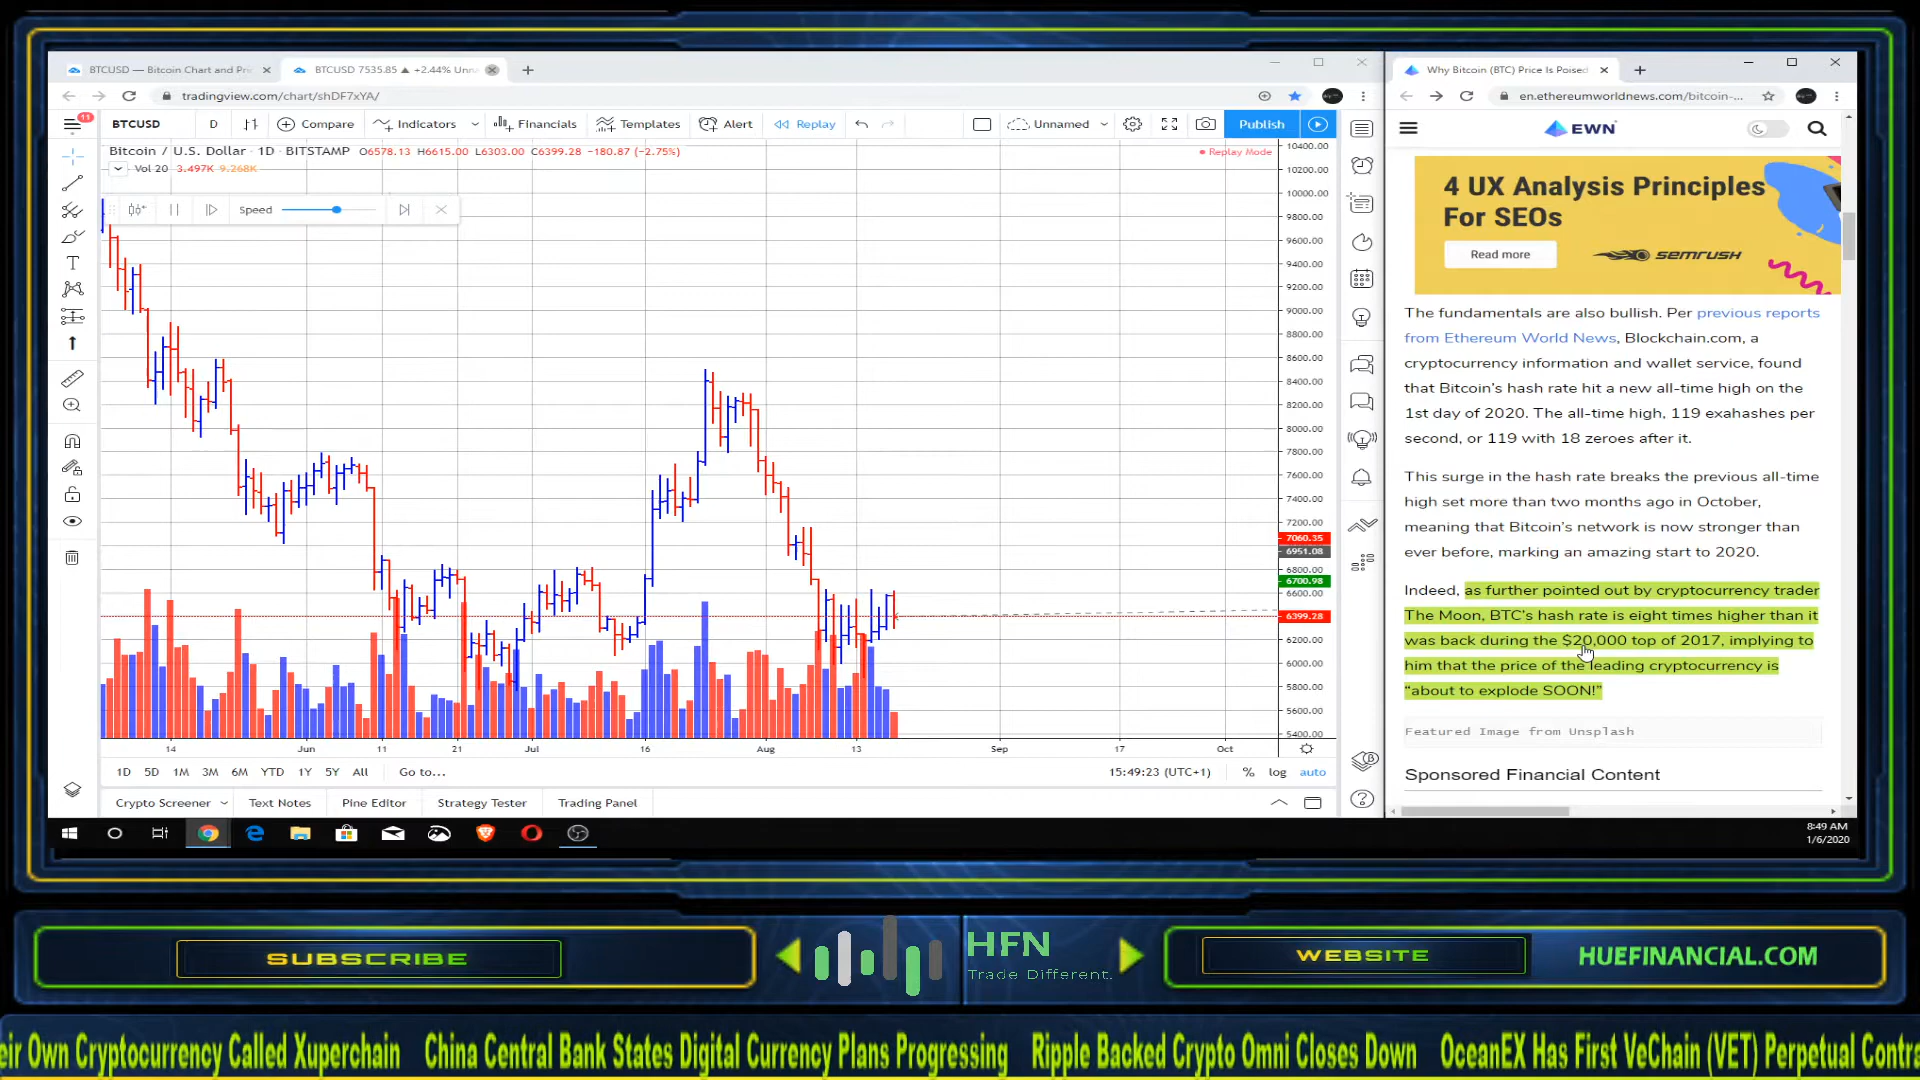 BTCUSD — Bitcoin Chart and Pri
BTCUSD 7535.85 ▲ +2.44% Unn
tradingview.com/chart/shDF7xYA/
11
BTCUSD
D
Compare
Indicators
Financials
Templates
Alert
Replay
Unnamed
Publish
Bitcoin / U.S. Dollar · 1D · BITSTAMP O6578.13 H6615.00 L6303.00 C6399.28 −180.87 (−2.75%)
Replay Mode
Vol 20 3.497K 9.268K
Speed
10400.00
10200.00
10000.00
9800.00
9600.00
9400.00
9200.00
9000.00
8800.00
8600.00
8400.00
8200.00
8000.00
7800.00
7600.00
7400.00
7200.00
7060.35
6951.08
6800.00
6700.98
6600.00
6399.28
6200.00
6000.00
5800.00
5600.00
5400.00
14 Jun 11 21 Jul 16 Aug 13 Sep 17 Oct
1D 5D 1M 3M 6M YTD 1Y 5Y All Go to...
15:49:23 (UTC+1) % log auto
Crypto Screener Text Notes Pine Editor Strategy Tester Trading Panel
Why Bitcoin (BTC) Price Is Poised
en.ethereumworldnews.com/bitcoin-...
EWN
4 UX Analysis Principles
For SEOs
Read more
SEMRUSH
The fundamentals are also bullish. Per previous reports
from Ethereum World News, Blockchain.com, a
cryptocurrency information and wallet service, found
that Bitcoin's hash rate hit a new all-time high on the
1st day of 2020. The all-time high, 119 exahashes per
second, or 119 with 18 zeroes after it.
This surge in the hash rate breaks the previous all-time
high set more than two months ago in October,
meaning that Bitcoin's network is now stronger than
ever before, marking an amazing start to 2020.
Indeed, as further pointed out by cryptocurrency trader
The Moon, BTC's hash rate is eight times higher than it
was back during the $20,000 top of 2017, implying to
him that the price of the leading cryptocurrency is
“about to explode SOON!”
Featured Image from Unsplash
Sponsored Financial Content
8:49 AM
1/6/2020
SUBSCRIBE
HFN
Trade Different.
WEBSITE
HUEFINANCIAL.COM
eir Own Cryptocurrency Called Xuperchain China Central Bank States Digital Currency Plans Progressing Ripple Backed Crypto Omni Closes Down OceanEX Has First VeChain (VET) Perpetual Contra